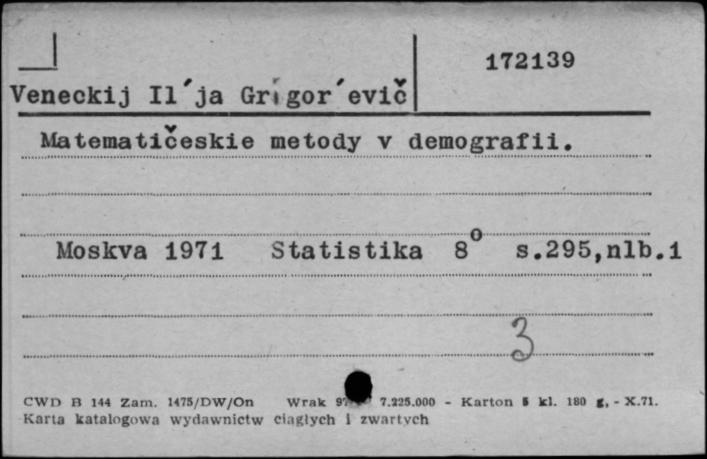 172139
Veneckij Il´ja Grigor´evič
Matematičeskie metody v demografii.
Moskva 1971 Statistika 8° s.295,nlb.1
3
CWD B 144 Zam. 1475/DW/On Wrak 7.225.000 - Karton kl. 180 g, - X.71.
Karta katalogowa wydawnictw ciągłych i zwartych